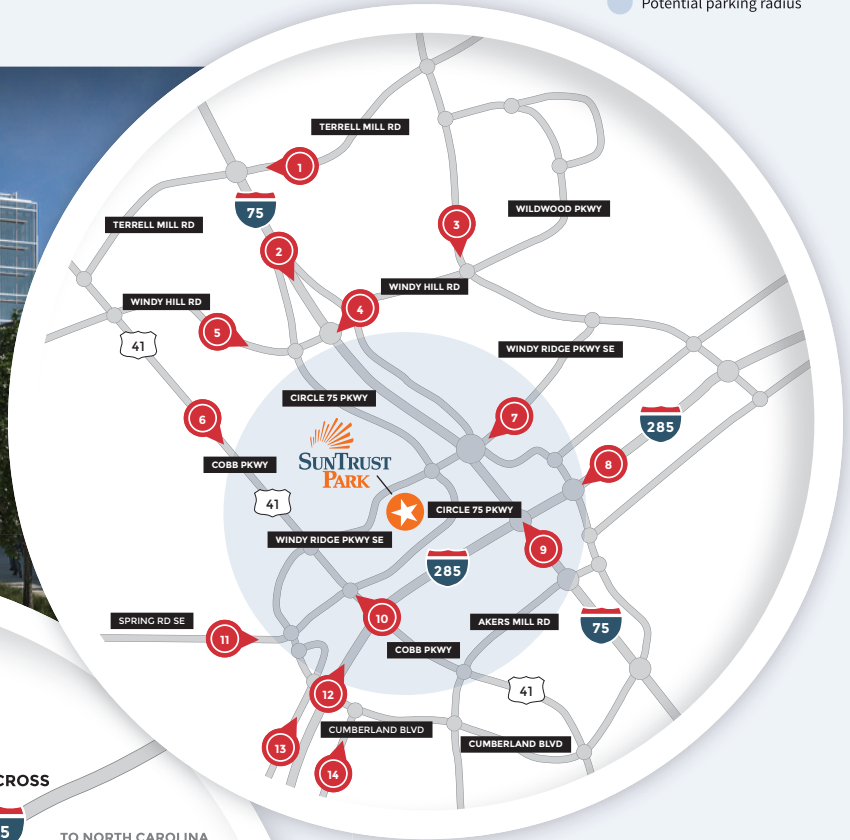 Potential parking radius
TERRELL MILL RD
1
75
TERRELL MILL RD
WILDWOOD PKWY
3
2
WINDY HILL RD
WINDY HILL RD
4
5
41
WINDY RIDGE PKWY SE
CIRCLE 75 PKWY
6
7
285
SUNTRUST
PARK
COBB PKWY
8
41
CIRCLE 75 PKWY
WINDY RIDGE PKWY SE
9
285
10
SPRING RD SE
AKERS MILL RD
75
11
COBB PKWY
12
41
CUMBERLAND BLVD
CUMBERLAND BLVD
13
14
CROSS
5
TO NORTH CAROLINA